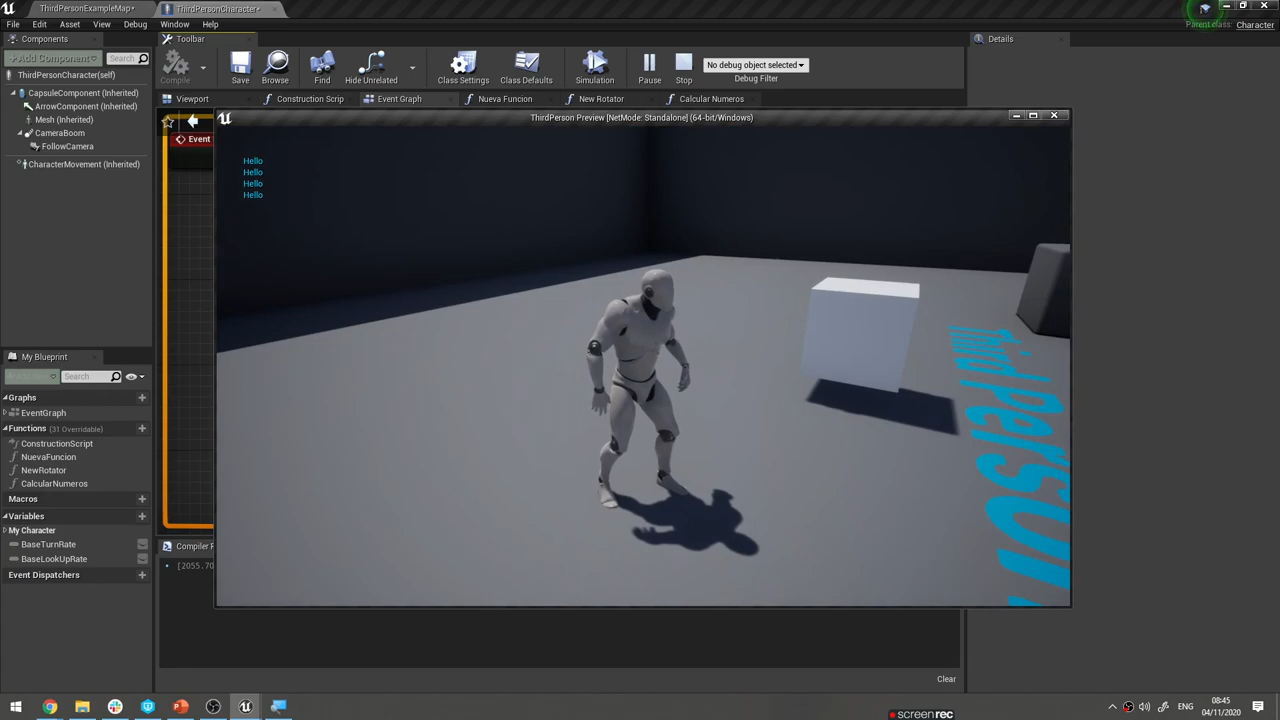 ThirdPersonExampleMap*
ThirdPersonCharacter*
File Edit Asset View Debug Window Help
Parent class: Character
Components
Toolbar
Details
+Add Component
Search
ThirdPersonCharacter(self)
CapsuleComponent (Inherited)
ArrowComponent (Inherited)
Mesh (Inherited)
CameraBoom
FollowCamera
CharacterMovement (Inherited)
Compile
Save
Browse
Find
Hide Unrelated
Class Settings
Class Defaults
Simulation
Pause
Stop
No debug object selected
Debug Filter
Viewport
Construction Scrip
Event Graph
Nueva Funcion
New Rotator
Calcular Numeros
Event
ThirdPerson Preview [NetMode: Standalone] (64-bit/Windows)
Hello
Hello
Hello
Hello
My Blueprint
Search
Graphs
EventGraph
Functions (31 Overridable)
ConstructionScript
NuevaFuncion
NewRotator
CalcularNumeros
Macros
Variables
My Character
BaseTurnRate
BaseLookUpRate
Event Dispatchers
Compiler
[2055.70
Clear
ENG
08:45
04/11/2020
screenrec